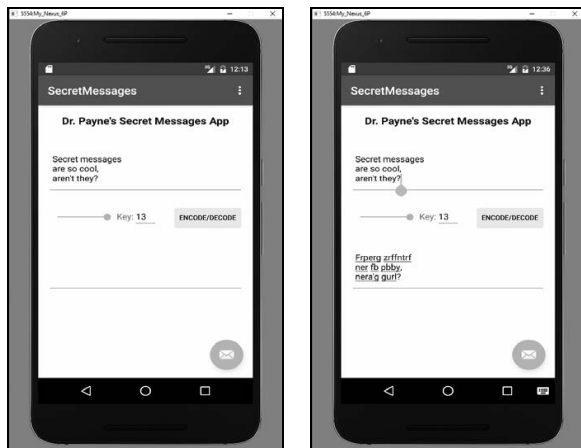 5554:My_Nexus_6P
12:13
SecretMessages
Dr. Payne's Secret Messages App
Secret messages
are so cool,
aren't they?
Key: 13
ENCODE/DECODE
5554:My_Nexus_6P
12:36
SecretMessages
Dr. Payne's Secret Messages App
Secret messages
are so cool,
aren't they?
Key: 13
ENCODE/DECODE
Frperg zrffntrf
ner fb pbby,
nera'g gurl?